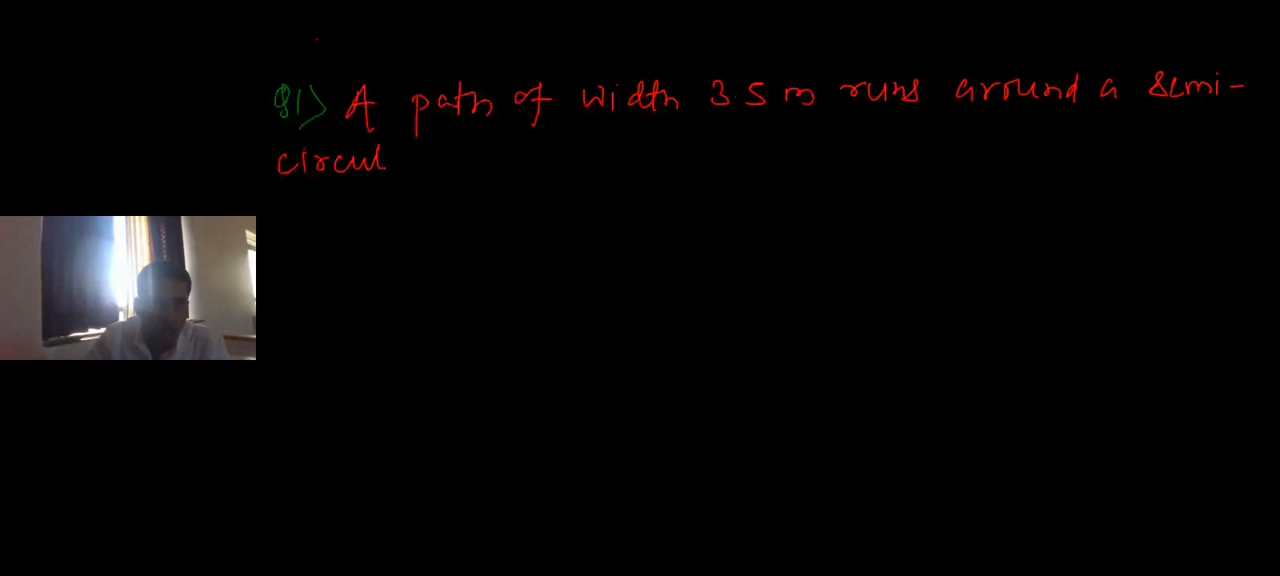 Q1) A path of width 3.5 m runs around a semi-
circul